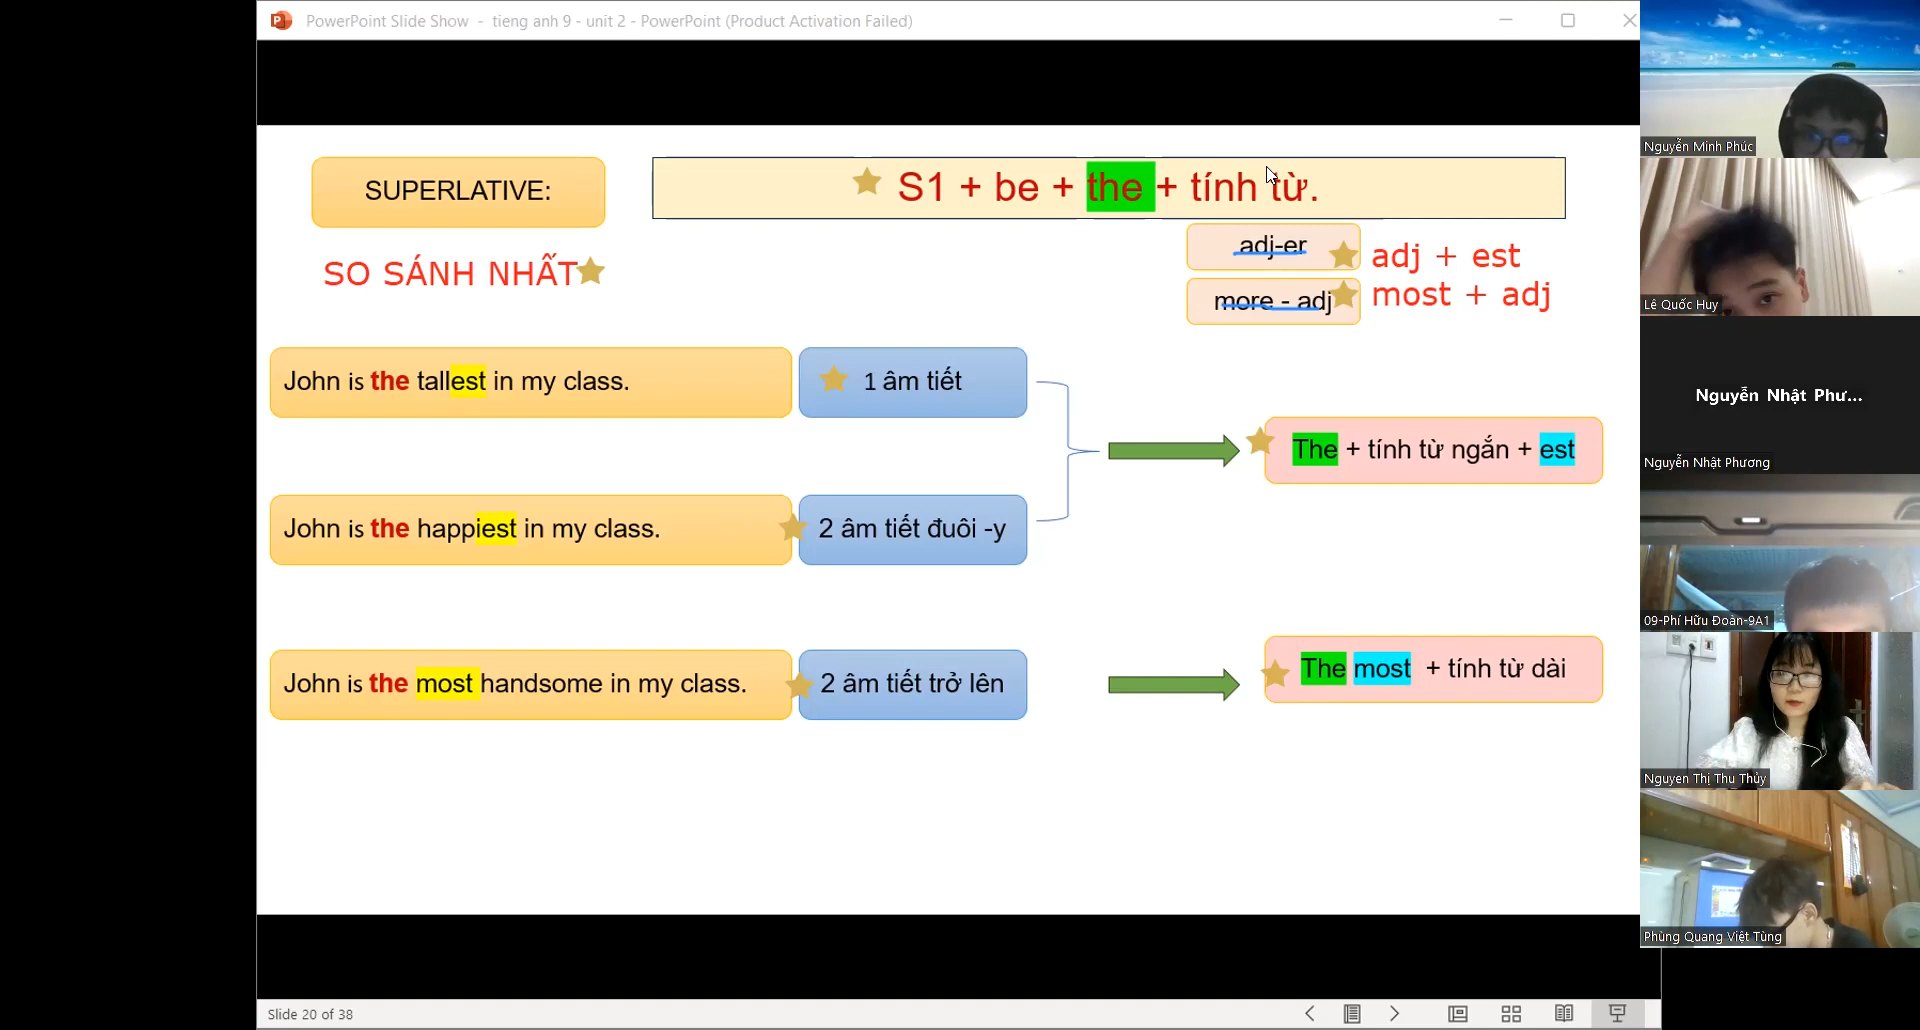 PowerPoint Slide Show - tieng anh 9 - unit 2 - PowerPoint (Product Activation Failed)
SUPERLATIVE:
S1 + be + the + tính từ.
SO SÁNH NHẤT
adj-er
adj + est
more - adj
most + adj
John is the tallest in my class.
1 âm tiết
The + tính từ ngắn + est
John is the happiest in my class.
2 âm tiết đuôi -y
John is the most handsome in my class.
2 âm tiết trở lên
The most + tính từ dài
Slide 20 of 38
Nguyễn Minh Phúc
Lê Quốc Huy
Nguyễn Nhật Phư...
Nguyễn Nhật Phương
09-Phí Hữu Đoàn-9A1
Nguyen Thị Thu Thủy
Phùng Quang Việt Tùng